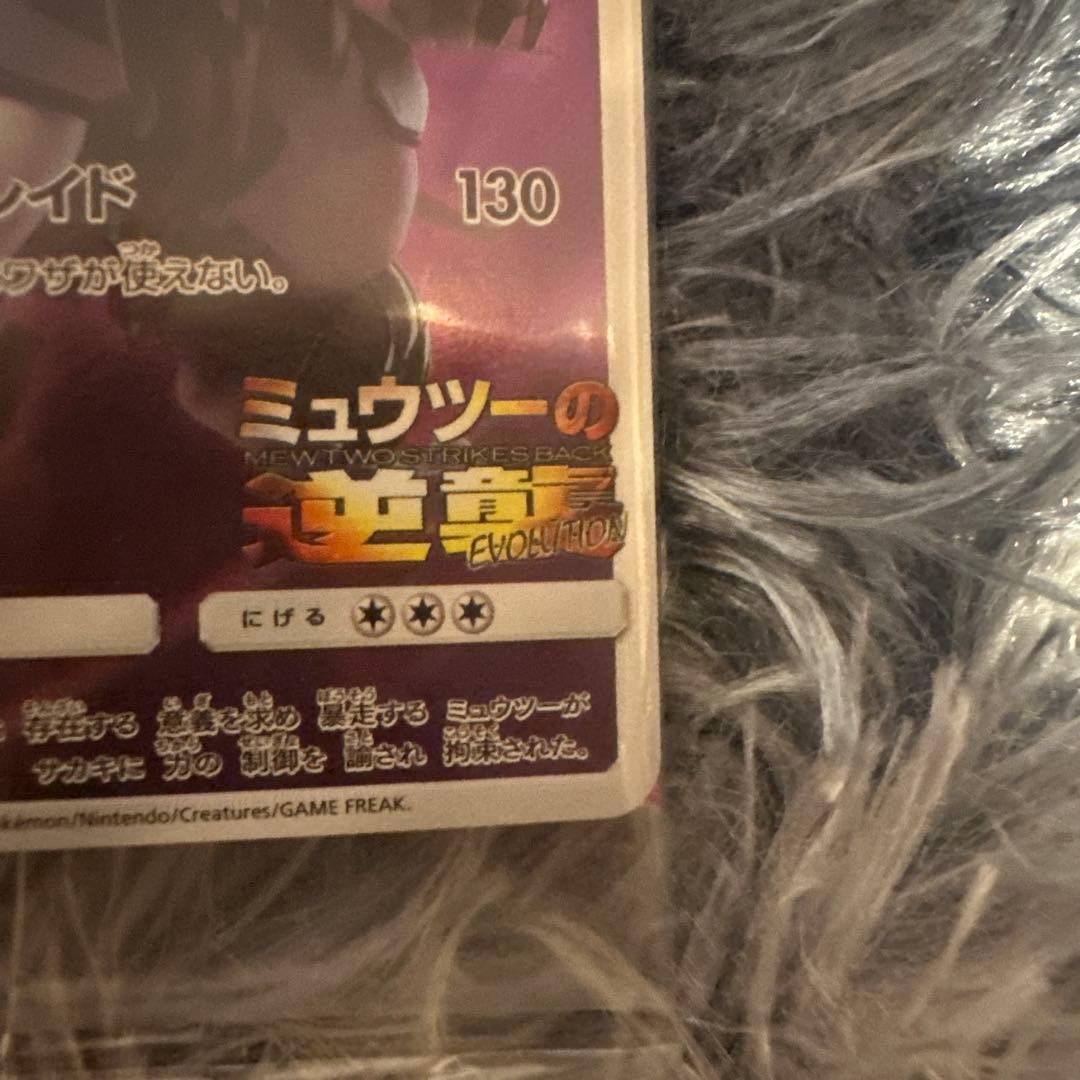 レイド 130
ワザが使えない。
ミュウツーの
MEWTWO STRIKES BACK
逆襲
EVOLUTION
にげる
存在する 意義を求め 暴走する ミュウツーが
サカキに 力の 制御を 諭され 拘束された。
kémon/Nintendo/Creatures/GAME FREAK.